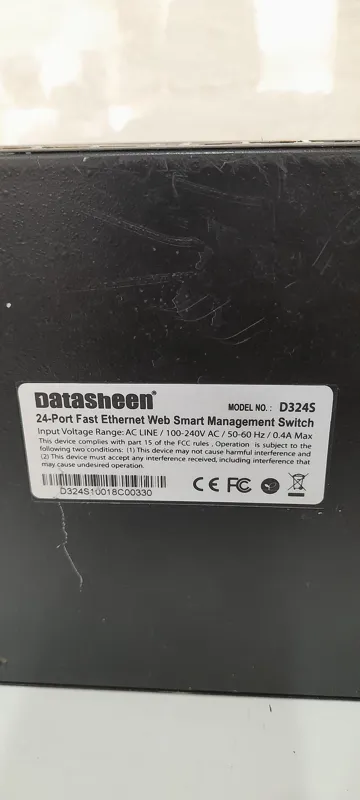 Datasheen
MODEL NO. : D324S
24-Port Fast Ethernet Web Smart Management Switch
Input Voltage Range: AC LINE / 100-240V AC / 50-60 Hz / 0.4A Max
This device complies with part 15 of the FCC rules , Operation is subject to the
following two conditions: (1) This device may not cause harmful interference and
(2) This device must accept any interference received, including interference that
may cause undesired operation.
D324S10018C00330
CE FC